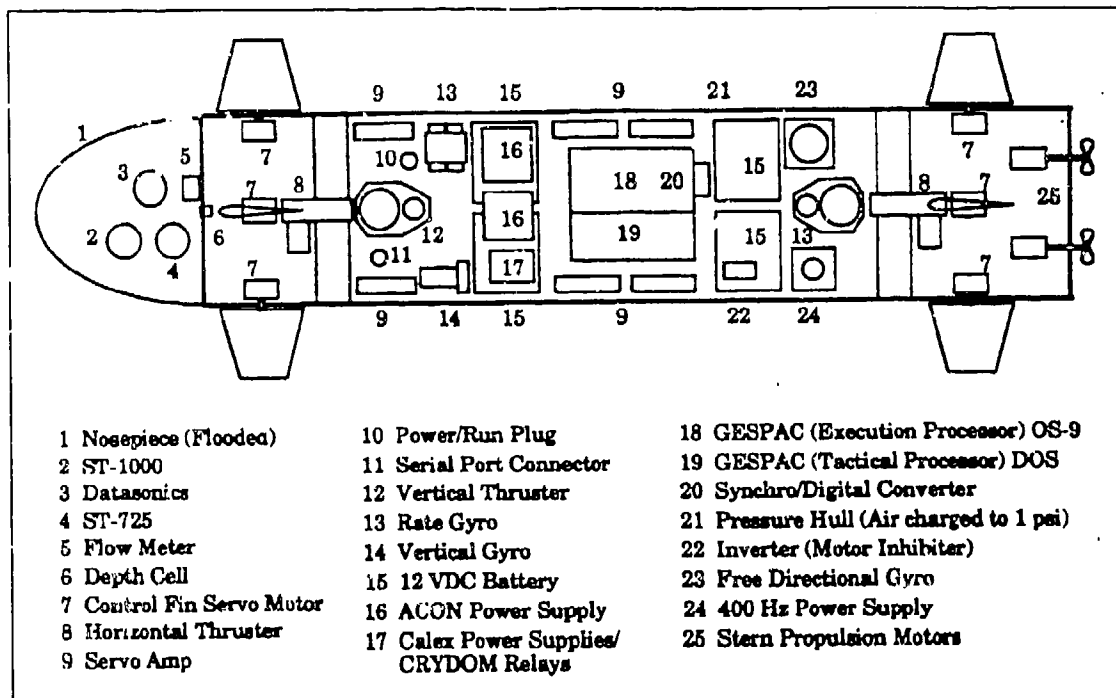 9 13 15 9 21 23
1
5 7 10 16 15 7
3 7 8 18 20 8 7 25
16
2 6 12 19 15 13
11
4 7 17 7
9 14 15 9 22 24
1 Nosepiece (Flooded)
2 ST-1000
3 Datasonics
4 ST-725
5 Flow Meter
6 Depth Cell
7 Control Fin Servo Motor
8 Horizontal Thruster
9 Servo Amp
10 Power/Run Plug
11 Serial Port Connector
12 Vertical Thruster
13 Rate Gyro
14 Vertical Gyro
15 12 VDC Battery
16 ACON Power Supply
17 Calex Power Supplies/
CRYDOM Relays
18 GESPAC (Execution Processor) OS-9
19 GESPAC (Tactical Processor) DOS
20 Synchro/Digital Converter
21 Pressure Hull (Air charged to 1 psi)
22 Inverter (Motor Inhibiter)
23 Free Directional Gyro
24 400 Hz Power Supply
25 Stern Propulsion Motors